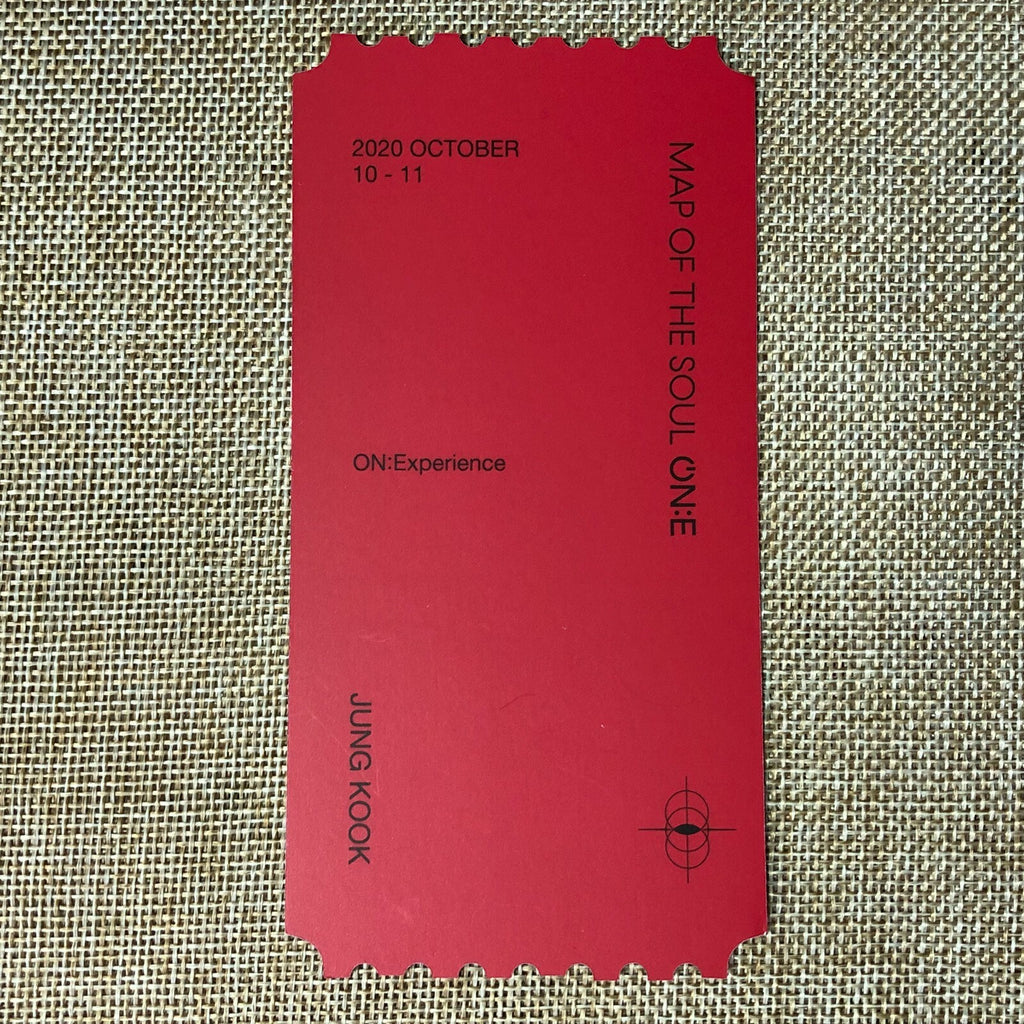 2020 OCTOBER
10 - 11
MAP OF THE SOUL ON:E
ON:Experience
JUNG KOOK